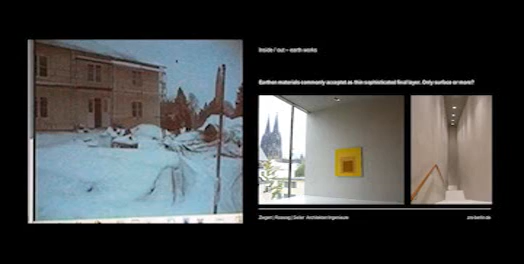 Inside / out – earth works
Earthen materials commonly accepted as thin sophisticated final layer. Only surface or more?
Ziegert | Roswag | Seiler Architekten Ingenieure
zrs-berlin.de